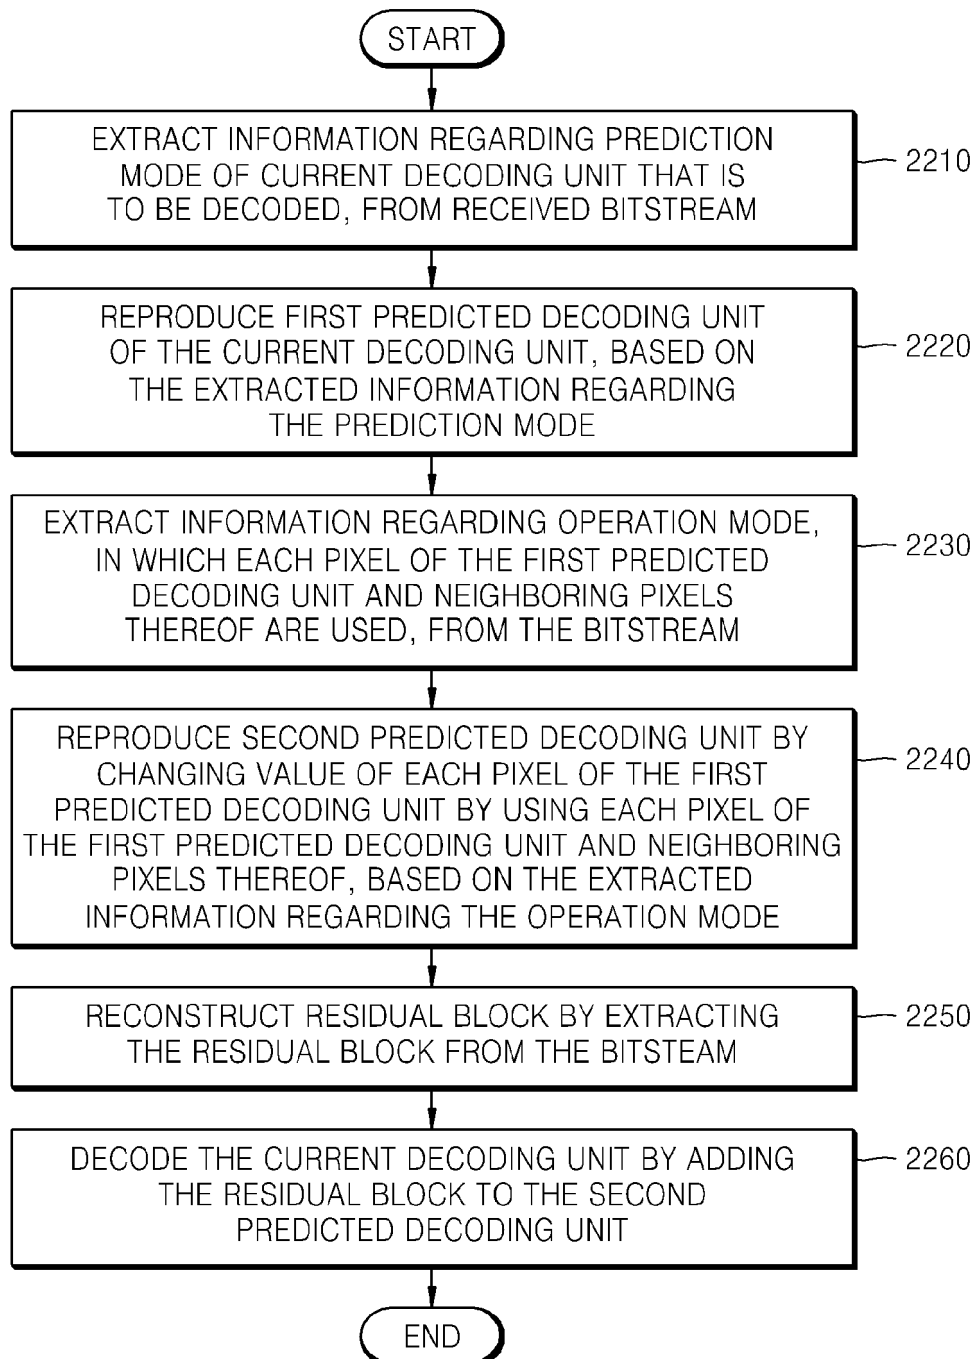 START
EXTRACT INFORMATION REGARDING PREDICTION
MODE OF CURRENT DECODING UNIT THAT IS
TO BE DECODED, FROM RECEIVED BITSTREAM
2210
REPRODUCE FIRST PREDICTED DECODING UNIT
OF THE CURRENT DECODING UNIT, BASED ON
THE EXTRACTED INFORMATION REGARDING
THE PREDICTION MODE
2220
EXTRACT INFORMATION REGARDING OPERATION MODE,
IN WHICH EACH PIXEL OF THE FIRST PREDICTED
DECODING UNIT AND NEIGHBORING PIXELS
THEREOF ARE USED, FROM THE BITSTREAM
2230
REPRODUCE SECOND PREDICTED DECODING UNIT BY
CHANGING VALUE OF EACH PIXEL OF THE FIRST
PREDICTED DECODING UNIT BY USING EACH PIXEL OF
THE FIRST PREDICTED DECODING UNIT AND NEIGHBORING
PIXELS THEREOF, BASED ON THE EXTRACTED
INFORMATION REGARDING THE OPERATION MODE
2240
RECONSTRUCT RESIDUAL BLOCK BY EXTRACTING
THE RESIDUAL BLOCK FROM THE BITSTEAM
2250
DECODE THE CURRENT DECODING UNIT BY ADDING
THE RESIDUAL BLOCK TO THE SECOND
PREDICTED DECODING UNIT
2260
END